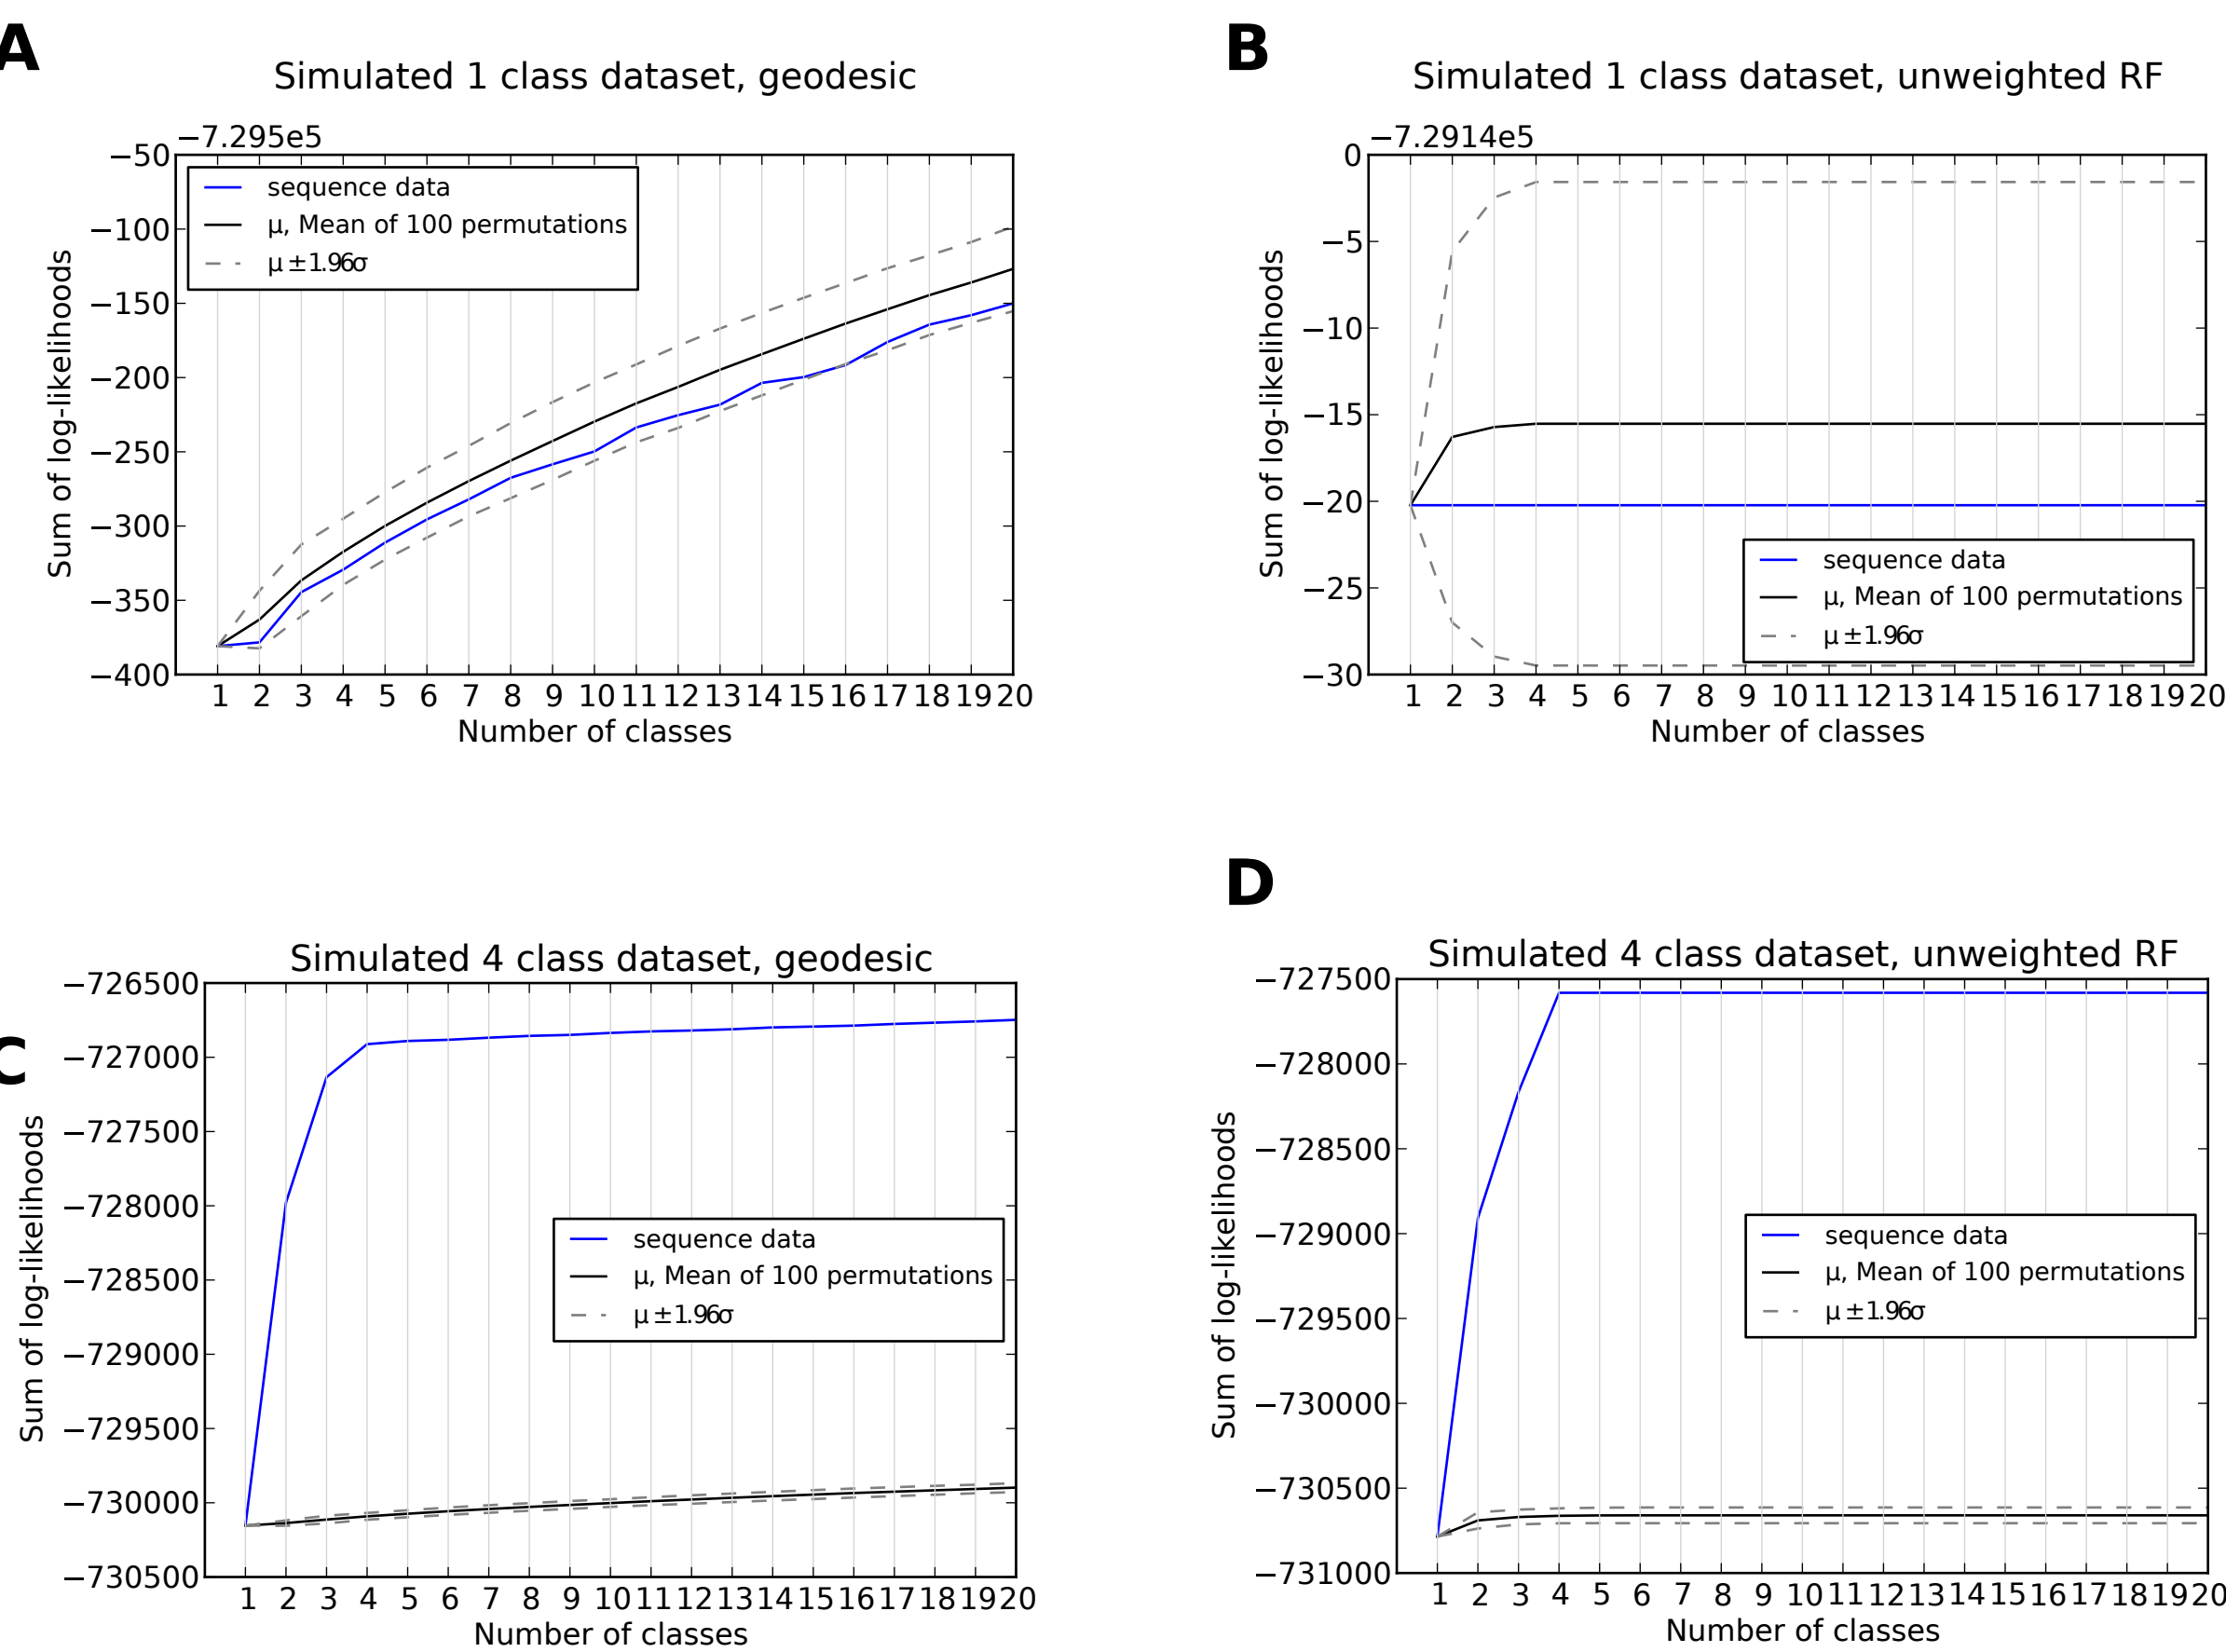 A
Simulated 1 class dataset, geodesic
−7.295e5
−50
−100
−150
−200
−250
−300
−350
−400
Sum of log-likelihoods
sequence data
μ, Mean of 100 permutations
μ±1.96σ
1 2 3 4 5 6 7 8 9 10 11 12 13 14 15 16 17 18 19 20
Number of classes
B
Simulated 1 class dataset, unweighted RF
−7.2914e5
0
−5
−10
−15
−20
−25
−30
Sum of log-likelihoods
sequence data
μ, Mean of 100 permutations
μ±1.96σ
1 2 3 4 5 6 7 8 9 10 11 12 13 14 15 16 17 18 19 20
Number of classes
C
Simulated 4 class dataset, geodesic
−726500
−727000
−727500
−728000
−728500
−729000
−729500
−730000
−730500
Sum of log-likelihoods
sequence data
μ, Mean of 100 permutations
μ±1.96σ
1 2 3 4 5 6 7 8 9 10 11 12 13 14 15 16 17 18 19 20
Number of classes
D
Simulated 4 class dataset, unweighted RF
−727500
−728000
−728500
−729000
−729500
−730000
−730500
−731000
Sum of log-likelihoods
sequence data
μ, Mean of 100 permutations
μ±1.96σ
1 2 3 4 5 6 7 8 9 10 11 12 13 14 15 16 17 18 19 20
Number of classes